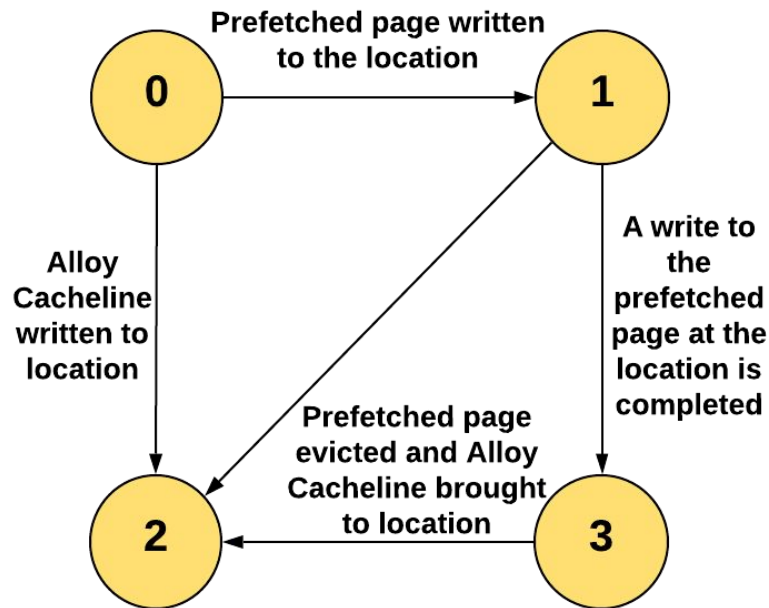 Prefetched page written
to the location
0
1
Alloy
Cacheline
written to
location
A write to
the
prefetched
page at the
location is
completed
Prefetched page
evicted and Alloy
Cacheline brought
to location
2
3